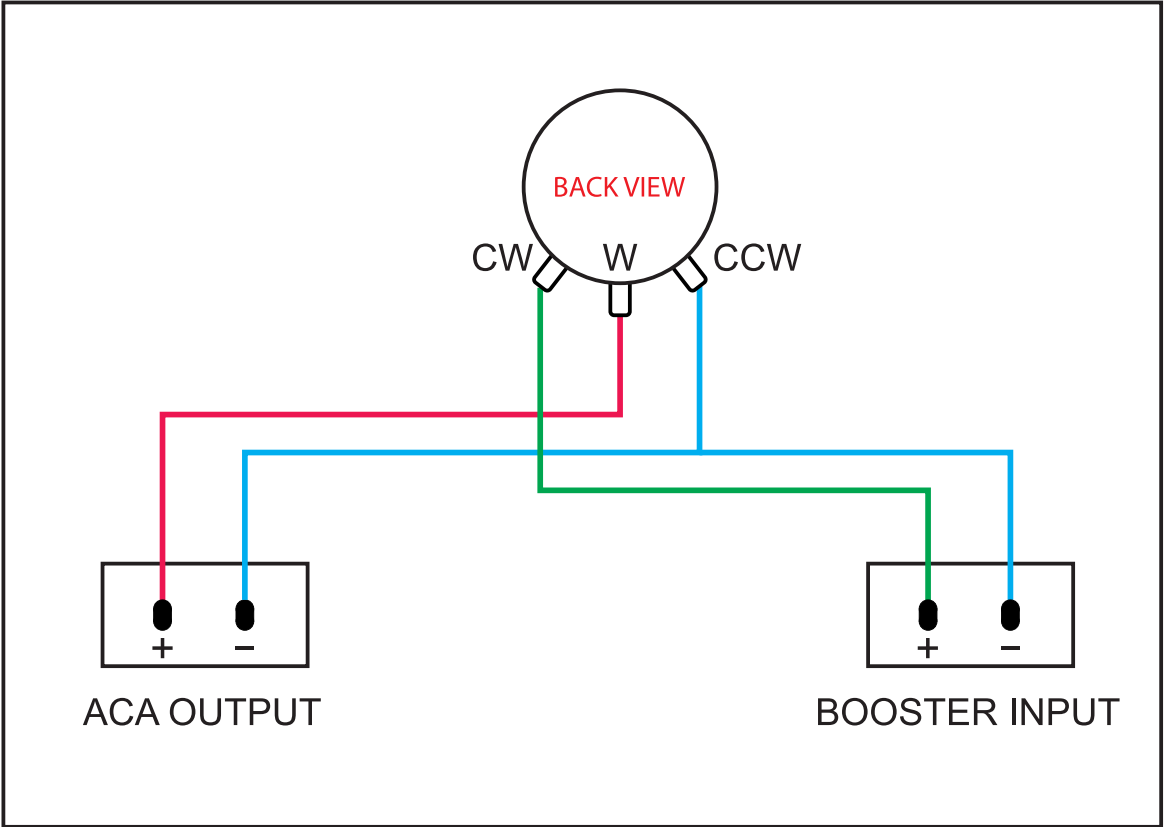 BACK VIEW
CW W CCW
+ − + −
ACA OUTPUT BOOSTER INPUT